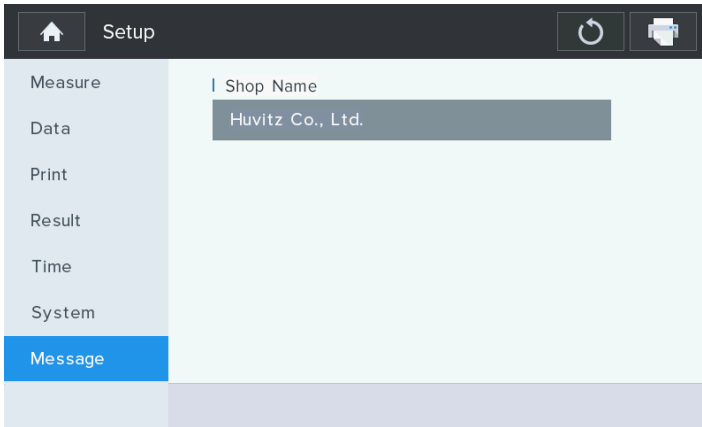 Setup
Measure
Data
Print
Result
Time
System
Message
Shop Name
Huvitz Co., Ltd.